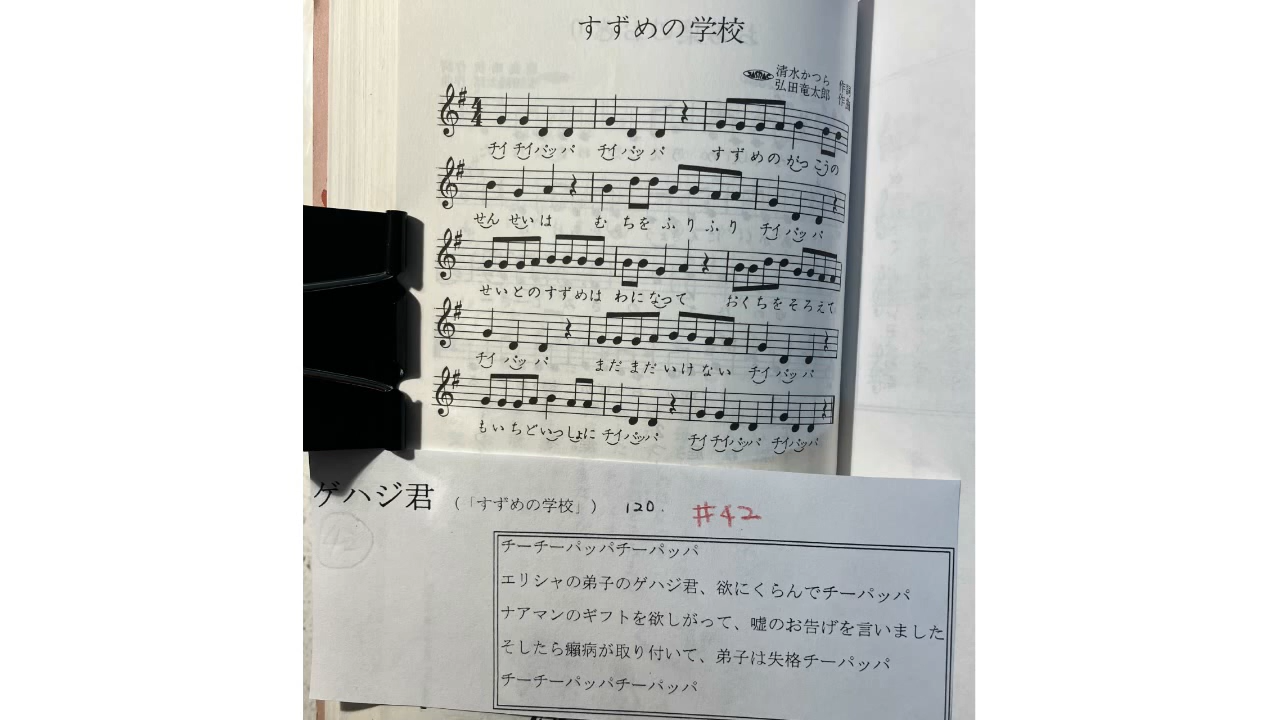 すずめの学校
JASRAC
清水かつら 作詞
弘田竜太郎 作曲
チイチイパッパ チイパッパ すずめのがっこうの
せんせいは むちをふりふり チイパッパ
せいとのすずめは わになって おくちをそろえて
チイパッパ まだまだいけない チイパッパ
もいちどいっしょに チイパッパ チイチイパッパ チイパッパ
ゲハジ君 (「すずめの学校」) 120. #42
42
チーチーパッパチーパッパ
エリシャの弟子のゲハジ君、欲にくらんでチーパッパ
ナアマンのギフトを欲しがって、嘘のお告げを言いました
そしたら癩病が取り付いて、弟子は失格チーパッパ
チーチーパッパチーパッパ